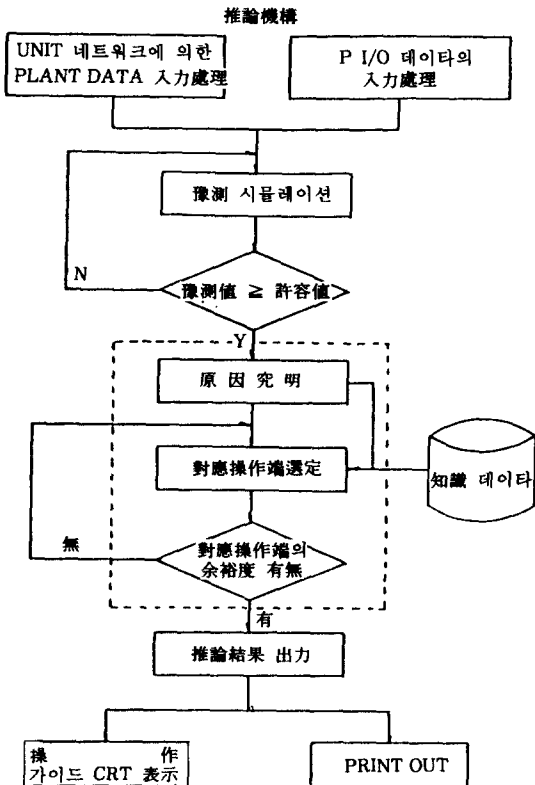 推論機構
UNIT 네트워크에 의한
PLANT DATA 入力處理
P I/O 데이타의
入力處理
豫測 시뮬레이션
N
豫測値 ≧ 許容値
Y
原 因 究 明
對應操作端選定
知識 데이타
無
對應操作端의
余裕度 有無
有
推論結果 出力
操 作
가이드 CRT 表示
PRINT OUT